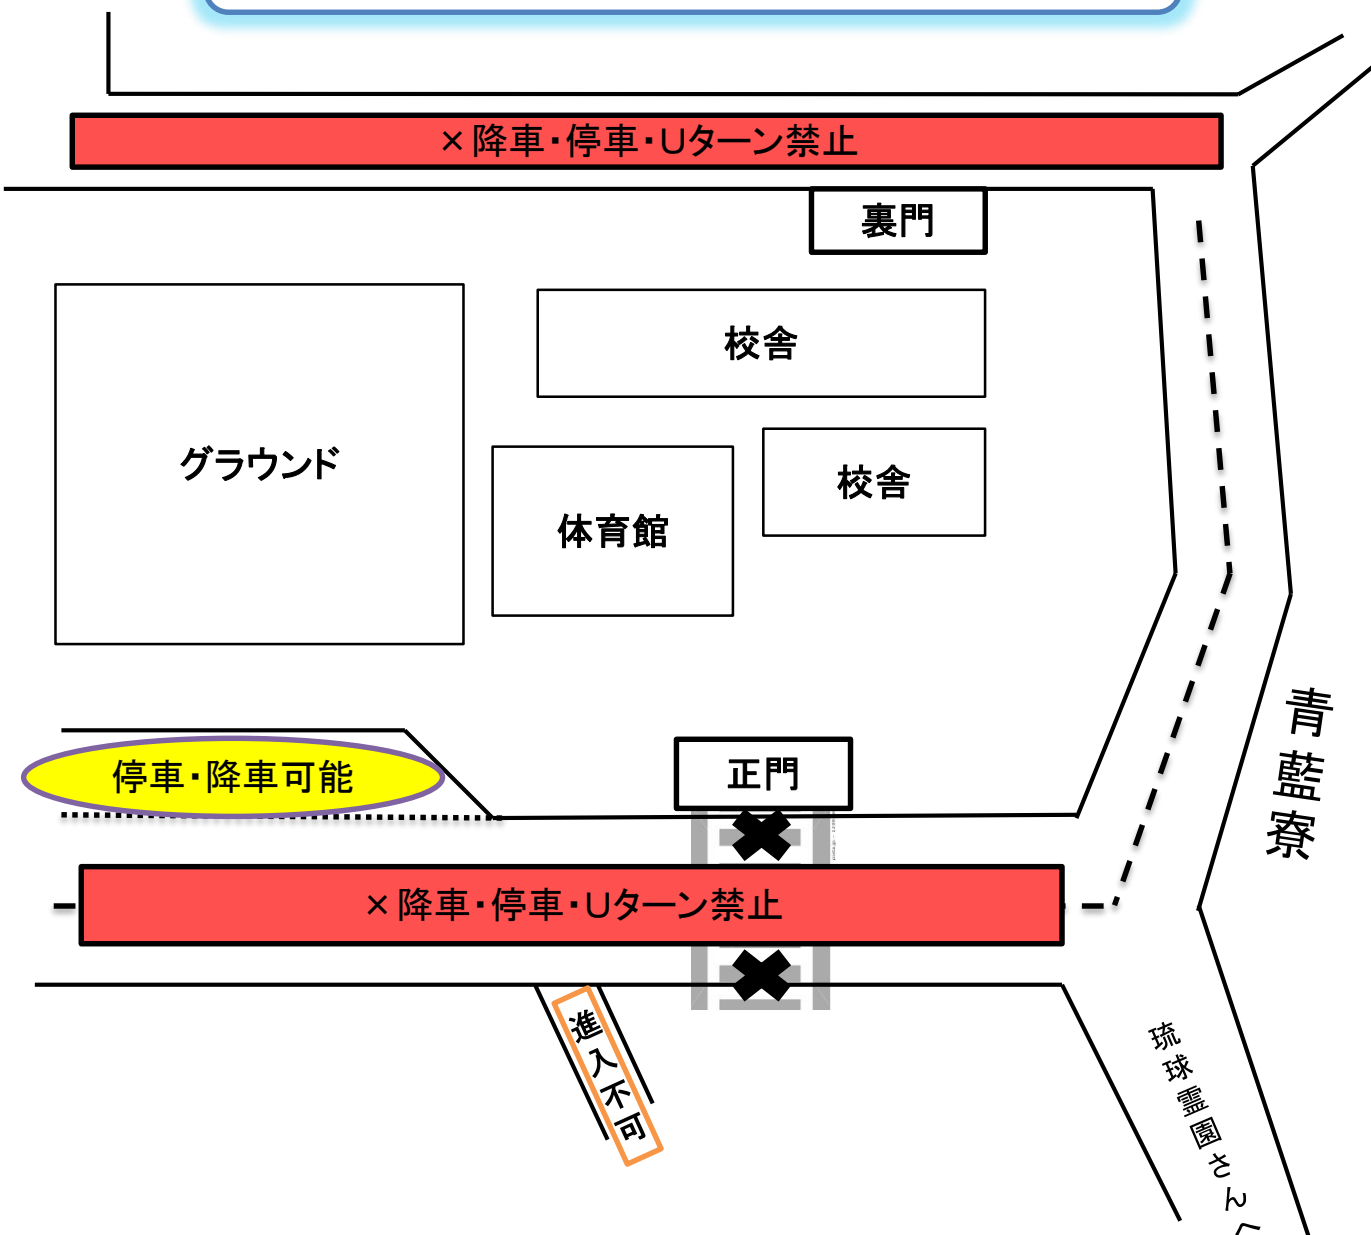 ×降車・停車・Uターン禁止
裏門
校舎
グラウンド
校舎
体育館
停車・降車可能
正門
青藍寮
×降車・停車・Uターン禁止
進入不可
琉球霊園さんへ